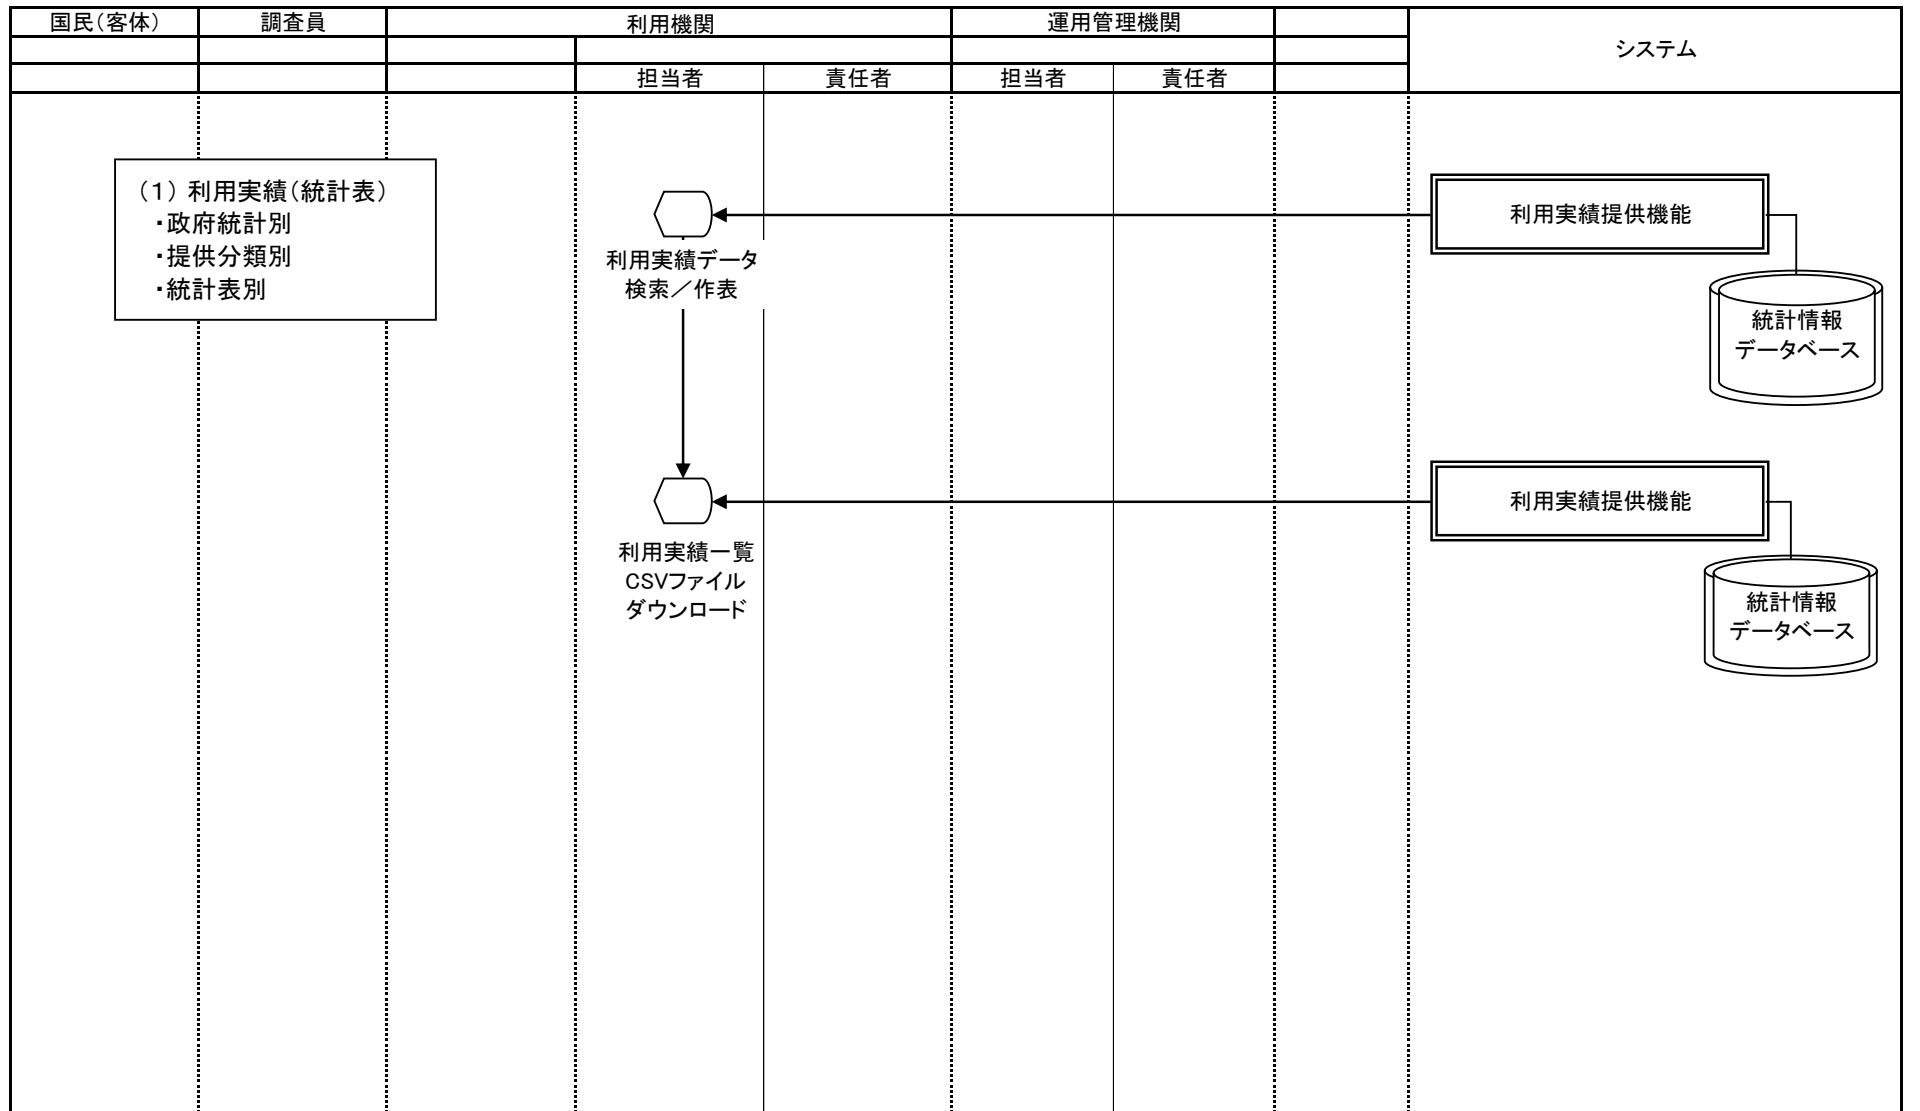 国民（客体）
調査員
利用機関
運用管理機関
システム
担当者
責任者
担当者
責任者
（１） 利用実績（統計表）
・政府統計別
・提供分類別
・統計表別
利用実績データ
検索／作表
利用実績提供機能
統計情報
データベース
利用実績一覧
CSVファイル
ダウンロード
利用実績提供機能
統計情報
データベース